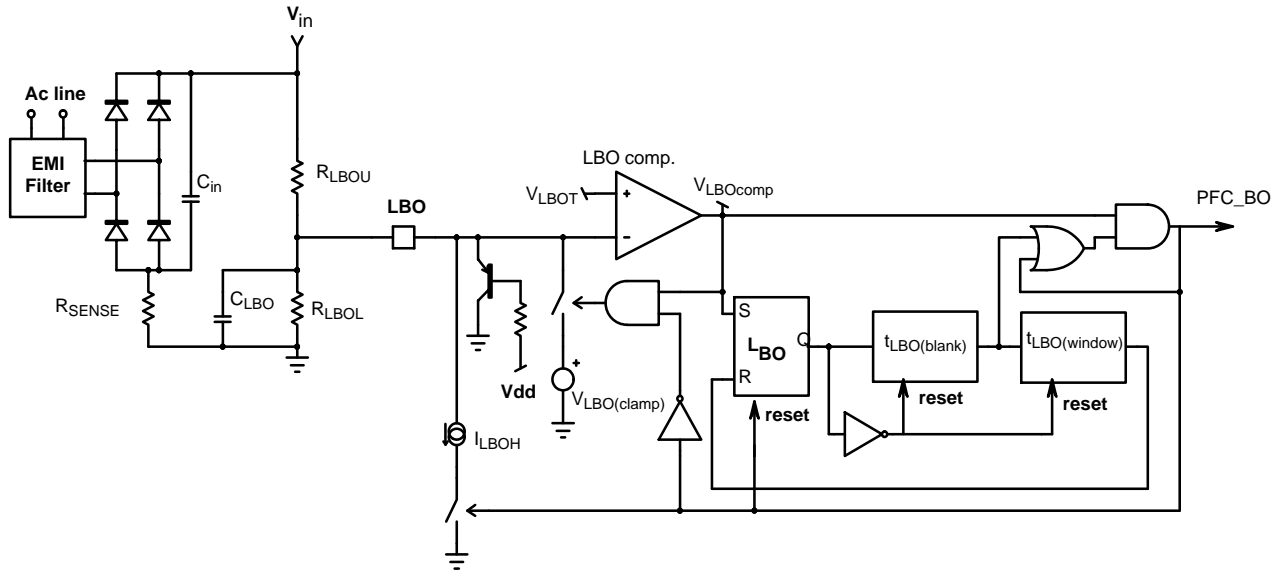 Vin
Ac line
EMI
Filter
Cin
RLBOU
LBO
LBO comp.
VLBOT
+
−
VLBOcomp
PFC_BO
RSENSE
CLBO
RLBOL
Vdd
+
VLBO(clamp)
ILBOH
S
Q
LBO
R
reset
tLBO(blank)
reset
tLBO(window)
reset